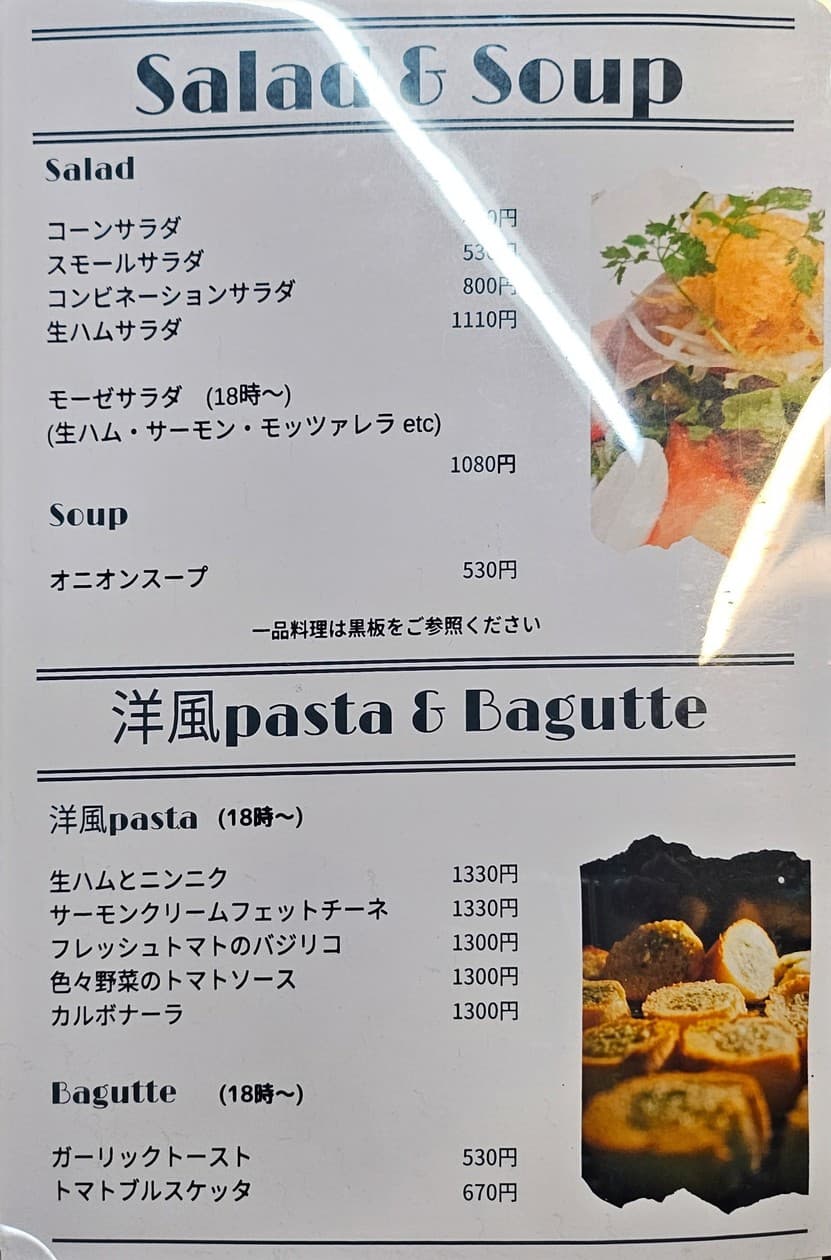 Salad & Soup
Salad
コーンサラダ
スモールサラダ
コンビネーションサラダ 800円
生ハムサラダ 1110円
モーゼサラダ (18時〜)
(生ハム・サーモン・モッツァレラ etc)
1080円
Soup
オニオンスープ 530円
一品料理は黒板をご参照ください
洋風pasta & Bagutte
洋風pasta (18時〜)
生ハムとニンニク 1330円
サーモンクリームフェットチーネ 1330円
フレッシュトマトのバジリコ 1300円
色々野菜のトマトソース 1300円
カルボナーラ 1300円
Bagutte (18時〜)
ガーリックトースト 530円
トマトブルスケッタ 670円